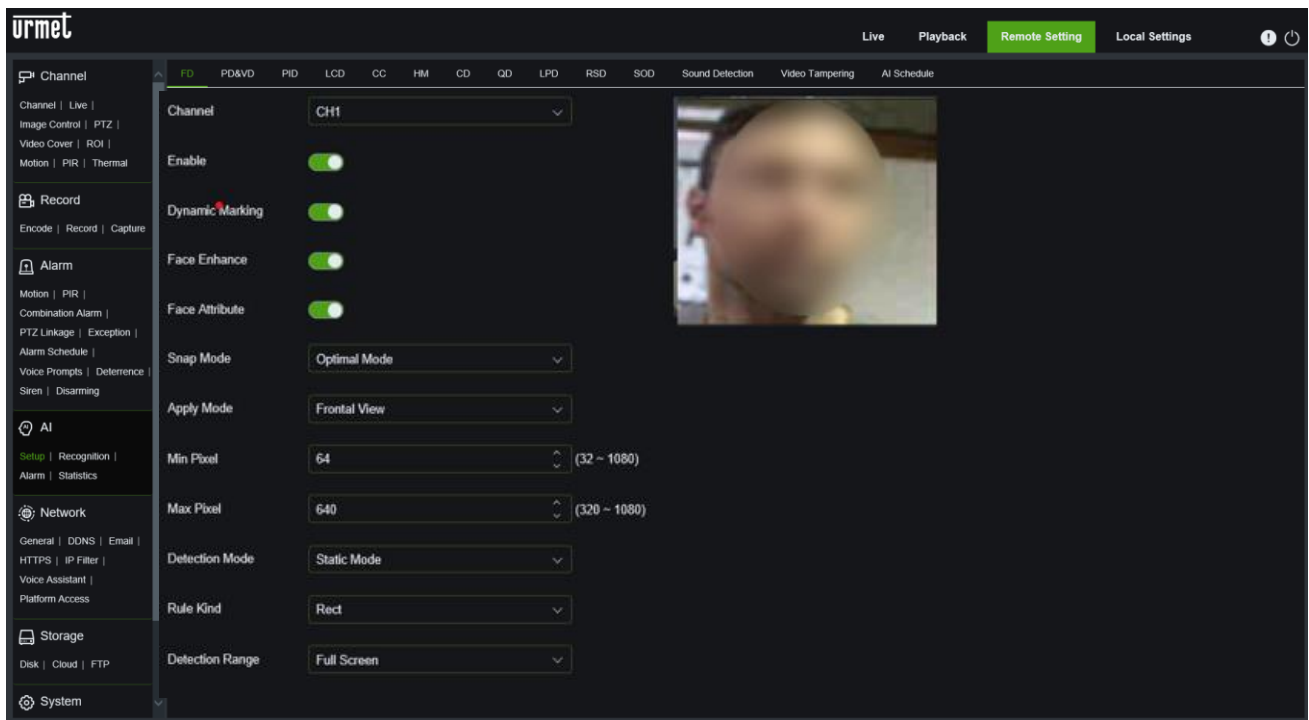 urmet
Live Playback Remote Setting Local Settings
Channel
Channel | Live |
Image Control | PTZ |
Video Cover | ROI |
Motion | PIR | Thermal
Record
Encode | Record | Capture
Alarm
Motion | PIR |
Combination Alarm |
PTZ Linkage | Exception |
Alarm Schedule |
Voice Prompts | Deterrence |
Siren | Disarming
AI
Setup | Recognition |
Alarm | Statistics
Network
General | DDNS | Email |
HTTPS | IP Filter |
Voice Assistant |
Platform Access
Storage
Disk | Cloud | FTP
System
FD PD&VD PID LCD CC HM CD QD LPD RSD SOD Sound Detection Video Tampering AI Schedule
Channel CH1
Enable
Dynamic Marking
Face Enhance
Face Attribute
Snap Mode Optimal Mode
Apply Mode Frontal View
Min Pixel 64 (32 ~ 1080)
Max Pixel 640 (320 ~ 1080)
Detection Mode Static Mode
Rule Kind Rect
Detection Range Full Screen